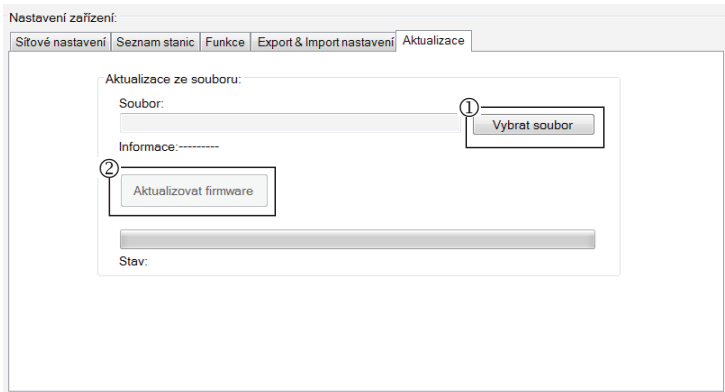 Nastavení zařízení:
Síťové nastavení Seznam stanic Funkce Export & Import nastavení Aktualizace
Aktualizace ze souboru:
Soubor:
①
Vybrat soubor
Informace:---------
②
Aktualizovat firmware
Stav: